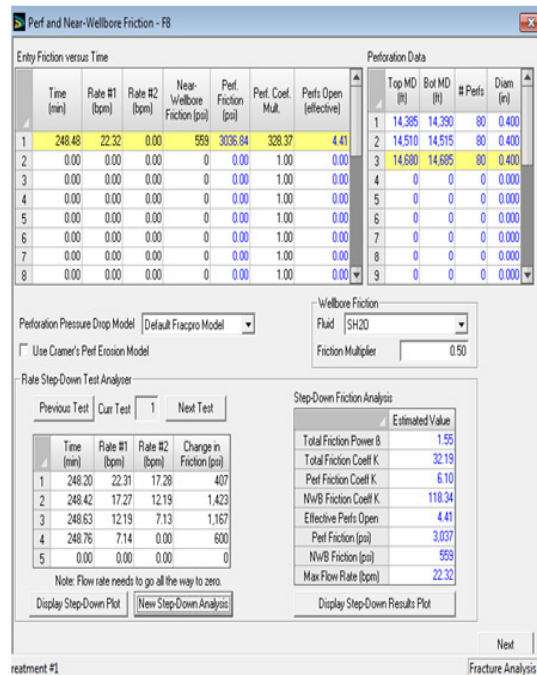 Perf and Near-Wellbore Friction - F8
Entry Friction versus Time
Time (min) Rate #1 (bpm) Rate #2 (bpm) Near-Wellbore Friction (psi) Perf. Friction (psi) Perf. Coef. Mult. Perfs Open (effective)
1 248.48 22.32 0.00 559 3036.84 328.37 4.41
2 0.00 0.00 0.00 0 0.00 1.00 0.00
3 0.00 0.00 0.00 0 0.00 1.00 0.00
4 0.00 0.00 0.00 0 0.00 1.00 0.00
5 0.00 0.00 0.00 0 0.00 1.00 0.00
6 0.00 0.00 0.00 0 0.00 1.00 0.00
7 0.00 0.00 0.00 0 0.00 1.00 0.00
8 0.00 0.00 0.00 0 0.00 1.00 0.00
Perforation Data
Top MD (ft) Bot MD (ft) # Perfs Diam (in)
1 14,385 14,390 80 0.400
2 14,510 14,515 80 0.400
3 14,680 14,685 80 0.400
4 0 0 0 0.000
5 0 0 0 0.000
6 0 0 0 0.000
7 0 0 0 0.000
8 0 0 0 0.000
9 0 0 0 0.000
Perforation Pressure Drop Model Default Fracpro Model
Use Cramer's Perf Erosion Model
Wellbore Friction
Fluid SH2O
Friction Multiplier 0.50
Rate Step-Down Test Analyser
Previous Test Curr Test 1 Next Test
Time (min) Rate #1 (bpm) Rate #2 (bpm) Change in Friction (psi)
1 248.20 22.31 17.28 407
2 248.42 17.27 12.19 1,423
3 248.63 12.19 7.13 1,167
4 248.76 7.14 0.00 600
5 0.00 0.00 0.00 0
Note: Flow rate needs to go all the way to zero.
Display Step-Down Plot New Step-Down Analysis
Step-Down Friction Analysis
Estimated Value
Total Friction Power ß 1.55
Total Friction Coeff K 32.19
Perf Friction Coeff K 6.10
NWB Friction Coeff K 118.34
Effective Perfs Open 4.41
Perf Friction (psi) 3,037
NWB Friction (psi) 559
Max Flow Rate (bpm) 22.32
Display Step-Down Results Plot
Next
reatment #1 Fracture Analysis